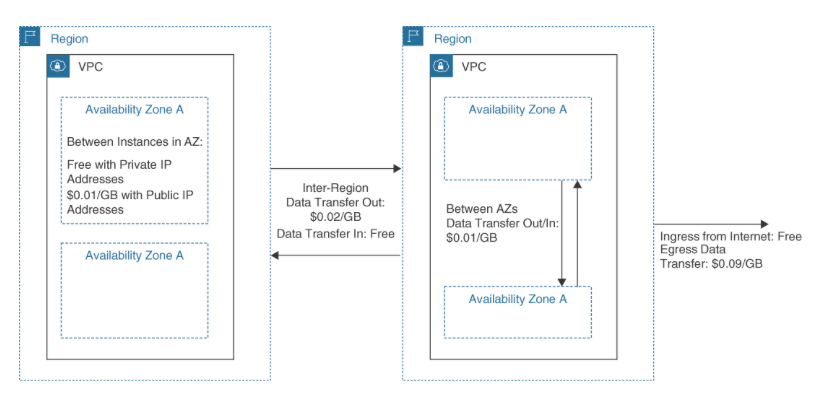 Region
VPC
Availability Zone A
Between Instances in AZ:
Free with Private IP
Addresses
$0.01/GB with Public IP
Addresses
Availability Zone A
Inter-Region
Data Transfer Out:
$0.02/GB
Data Transfer In: Free
Region
VPC
Availability Zone A
Between AZs
Data Transfer Out/In:
$0.01/GB
Availability Zone A
Ingress from Internet: Free
Egress Data
Transfer: $0.09/GB